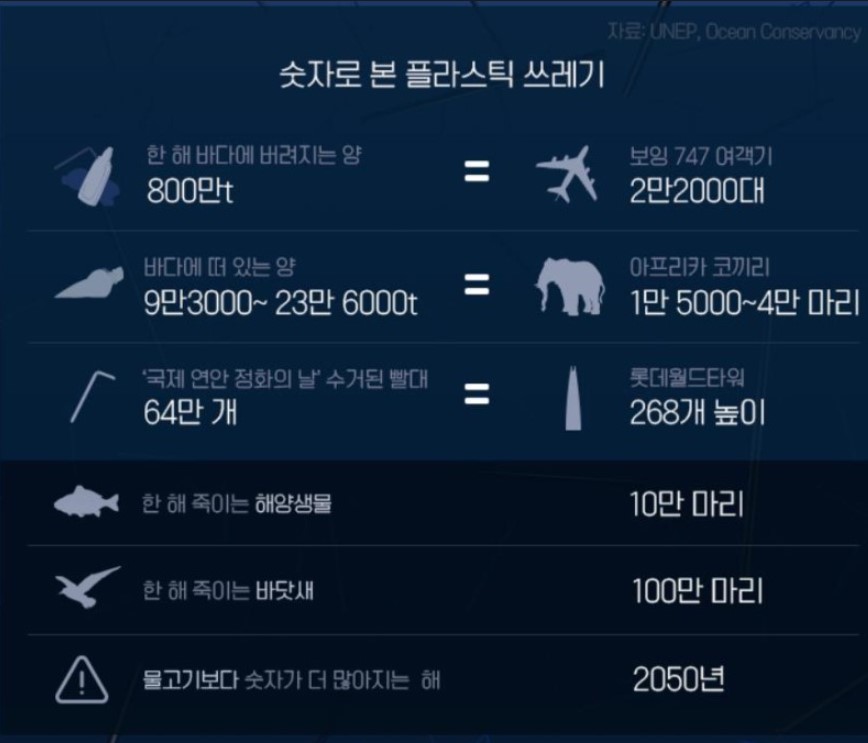 자료: UNEP, Ocean Conservancy
숫자로 본 플라스틱 쓰레기
한 해 바다에 버려지는 양
800만t
=
보잉 747 여객기
2만2000대
바다에 떠 있는 양
9만3000~ 23만 6000t
=
아프리카 코끼리
1만 5000~4만 마리
'국제 연안 정화의 날' 수거된 빨대
64만 개
=
롯데월드타워
268개 높이
한 해 죽이는 해양생물
10만 마리
한 해 죽이는 바닷새
100만 마리
물고기보다 숫자가 더 많아지는 해
2050년